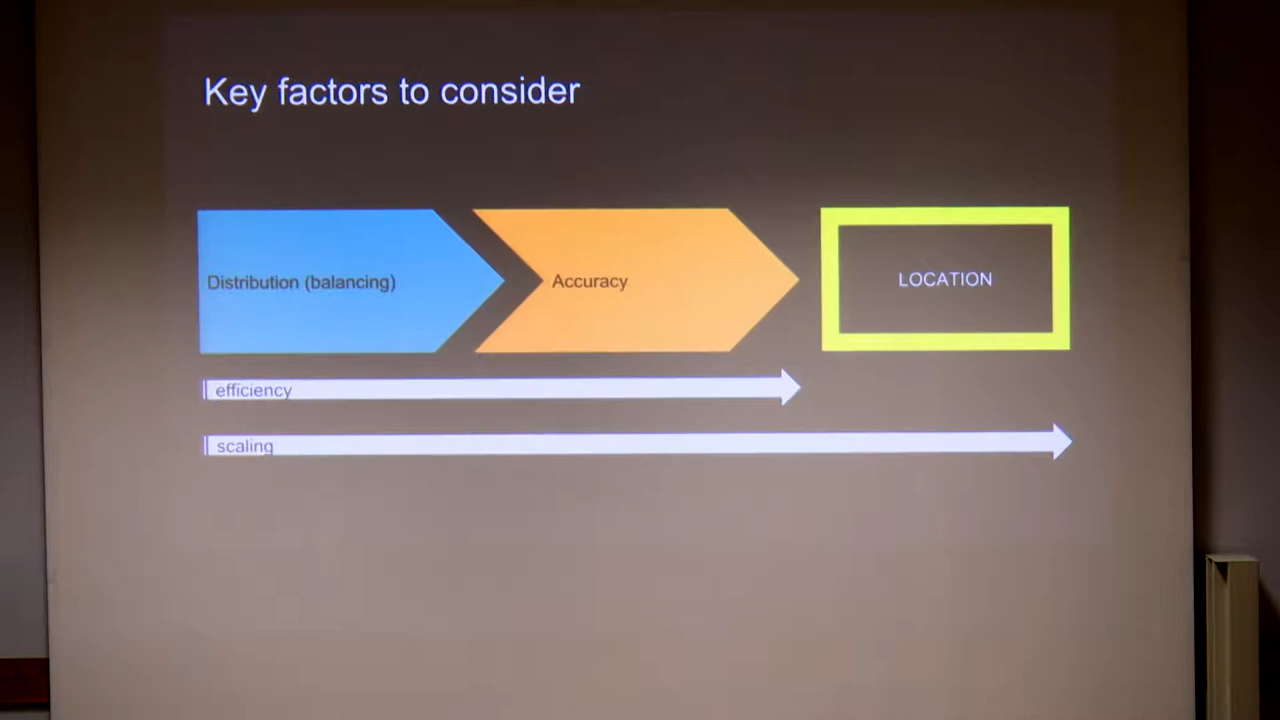 Key factors to consider
Distribution (balancing)
Accuracy
LOCATION
efficiency
scaling